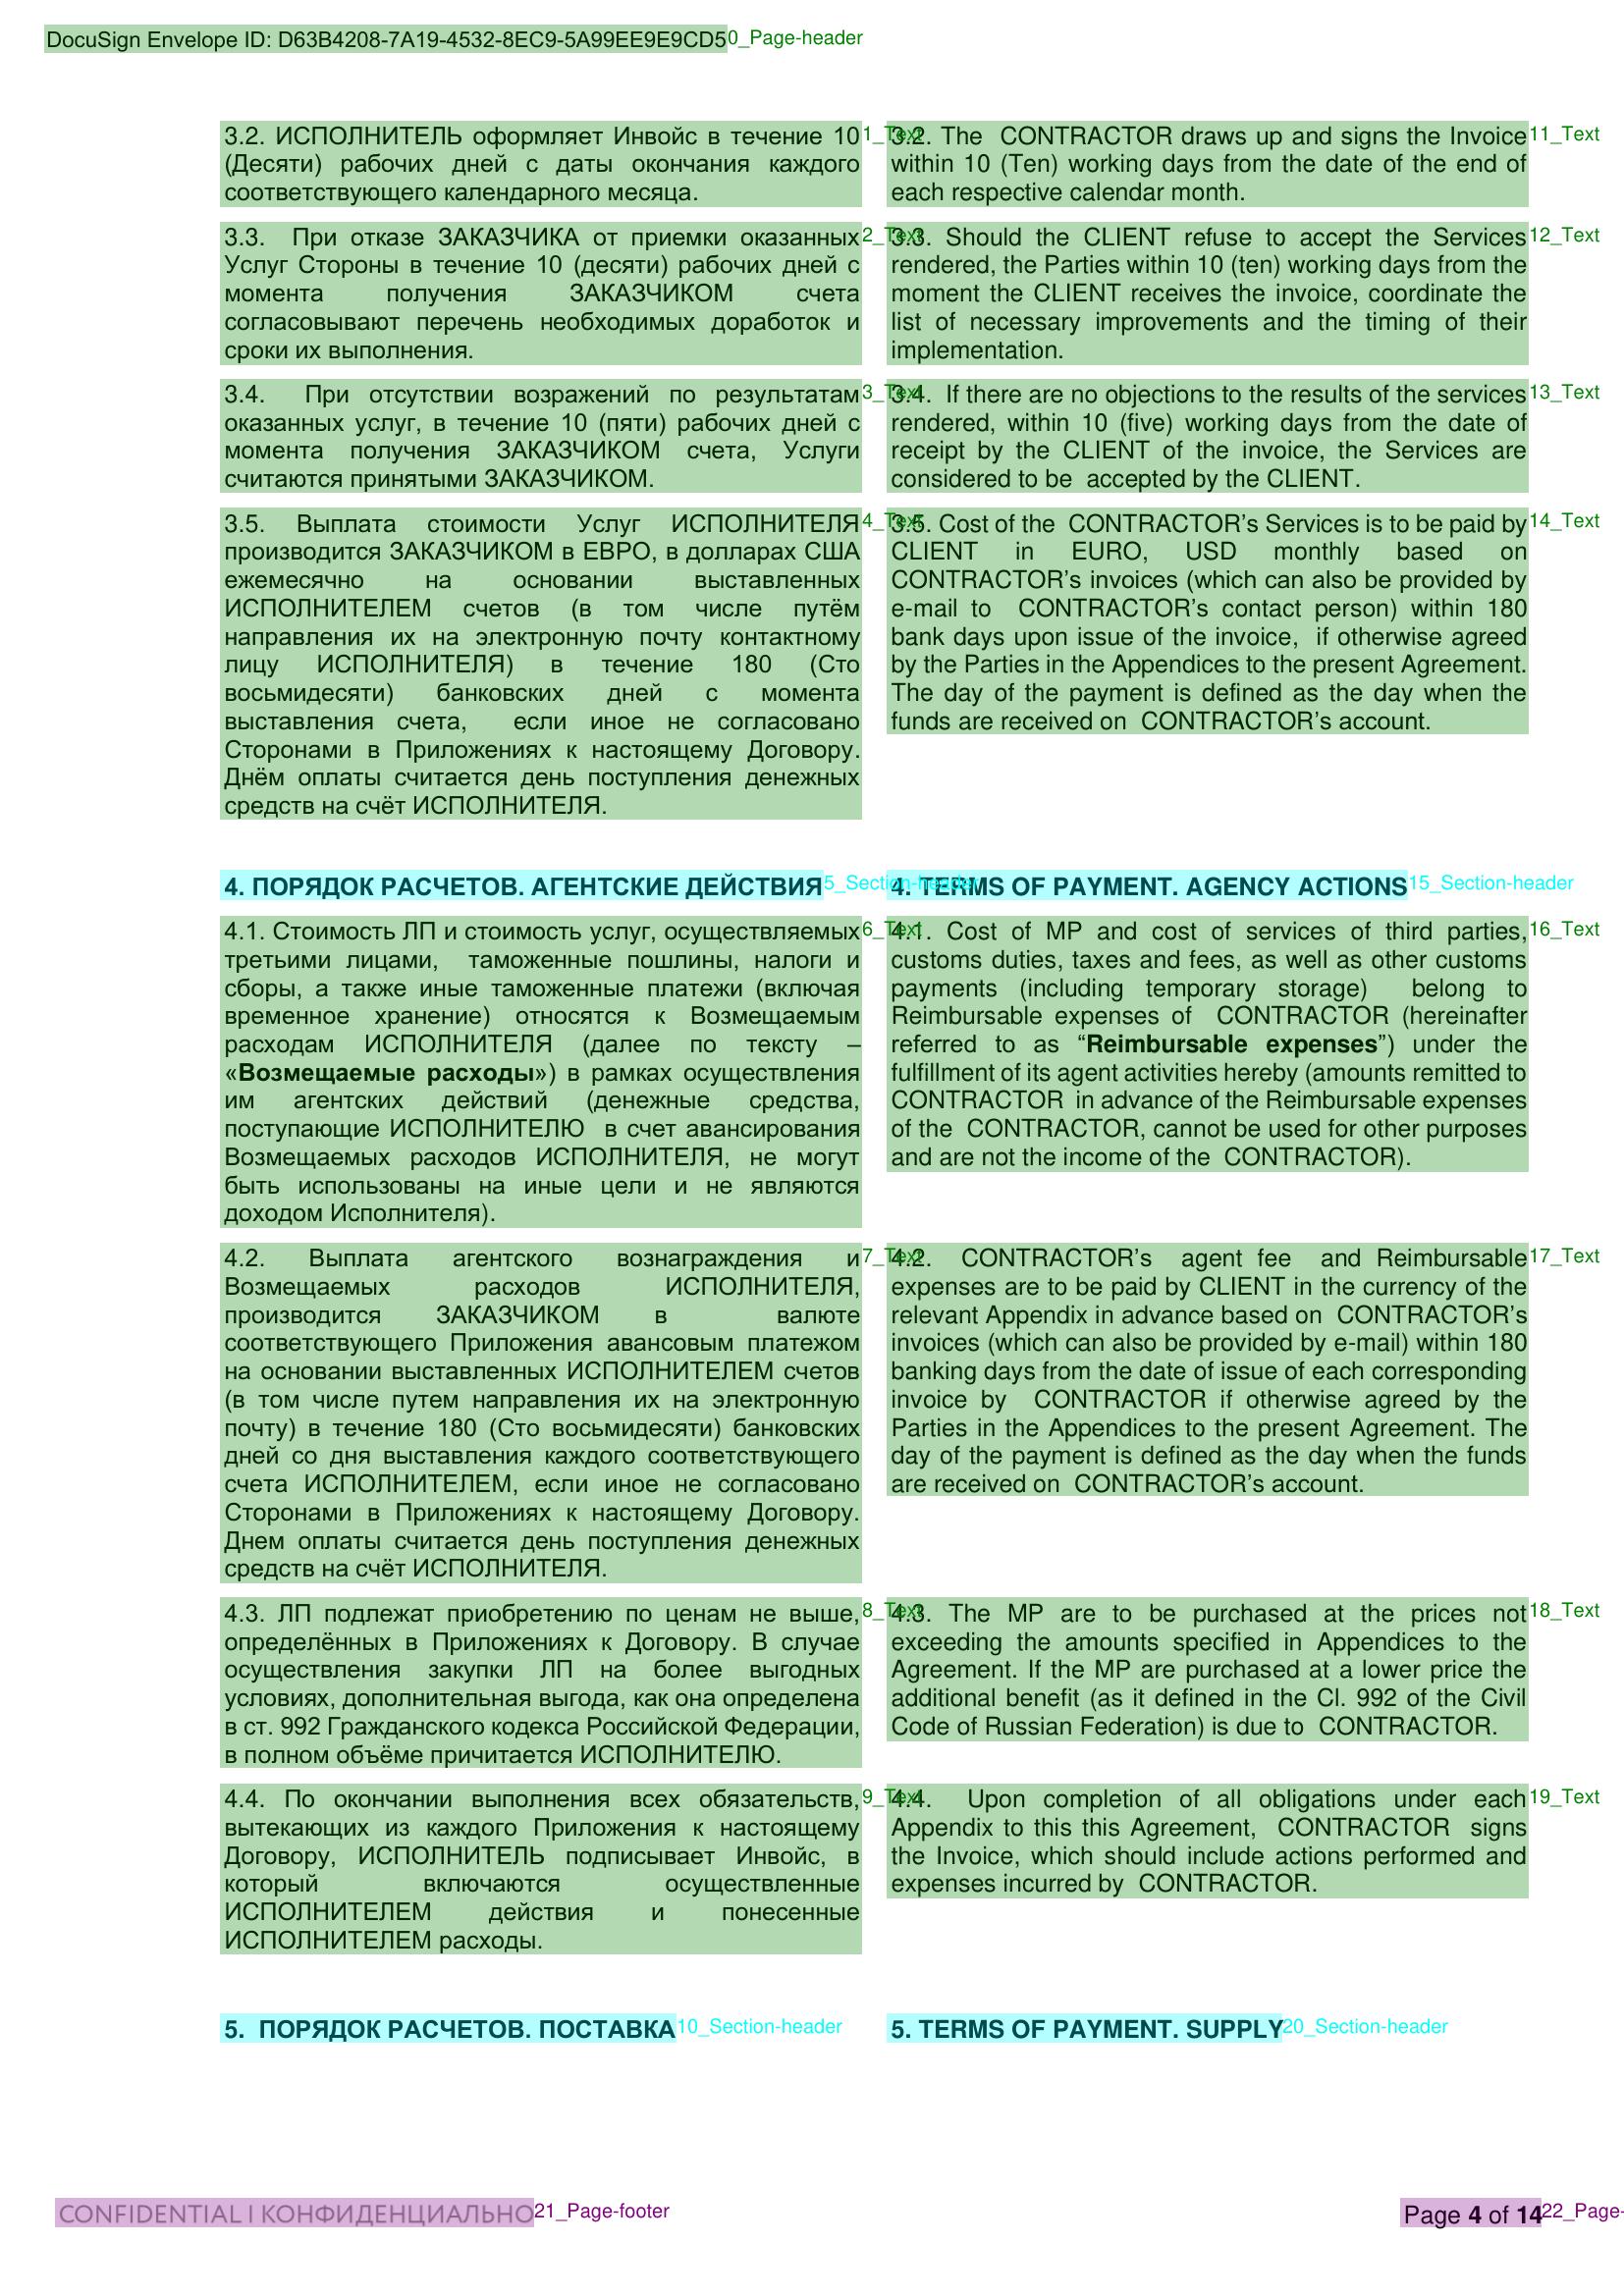 DocuSign Envelope ID: D63B4208-7A19-4532-8EC9-5A99EE9E9CD5
0_Page-header
3.2. ИСПОЛНИТЕЛЬ оформляет Инвойс в течение 10
(Десяти) рабочих дней с даты окончания каждого
соответствующего календарного месяца.
1_Text
3.3. При отказе ЗАКАЗЧИКА от приемки оказанных
Услуг Стороны в течение 10 (десяти) рабочих дней с
момента получения ЗАКАЗЧИКОМ счета
согласовывают перечень необходимых доработок и
сроки их выполнения.
2_Text
3.4. При отсутствии возражений по результатам
оказанных услуг, в течение 10 (пяти) рабочих дней с
момента получения ЗАКАЗЧИКОМ счета, Услуги
считаются принятыми ЗАКАЗЧИКОМ.
3_Text
3.5. Выплата стоимости Услуг ИСПОЛНИТЕЛЯ
производится ЗАКАЗЧИКОМ в ЕВРО, в долларах США
ежемесячно на основании выставленных
ИСПОЛНИТЕЛЕМ счетов (в том числе путём
направления их на электронную почту контактному
лицу ИСПОЛНИТЕЛЯ) в течение 180 (Сто
восьмидесяти) банковских дней с момента
выставления счета, если иное не согласовано
Сторонами в Приложениях к настоящему Договору.
Днём оплаты считается день поступления денежных
средств на счёт ИСПОЛНИТЕЛЯ.
4_Text
4. ПОРЯДОК РАСЧЕТОВ. АГЕНТСКИЕ ДЕЙСТВИЯ
5_Section-header
4.1. Стоимость ЛП и стоимость услуг, осуществляемых
третьими лицами, таможенные пошлины, налоги и
сборы, а также иные таможенные платежи (включая
временное хранение) относятся к Возмещаемым
расходам ИСПОЛНИТЕЛЯ (далее по тексту –
«Возмещаемые расходы») в рамках осуществления
им агентских действий (денежные средства,
поступающие ИСПОЛНИТЕЛЮ в счет авансирования
Возмещаемых расходов ИСПОЛНИТЕЛЯ, не могут
быть использованы на иные цели и не являются
доходом Исполнителя).
6_Text
4.2. Выплата агентского вознаграждения и
Возмещаемых расходов ИСПОЛНИТЕЛЯ,
производится ЗАКАЗЧИКОМ в валюте
соответствующего Приложения авансовым платежом
на основании выставленных ИСПОЛНИТЕЛЕМ счетов
(в том числе путем направления их на электронную
почту) в течение 180 (Сто восьмидесяти) банковских
дней со дня выставления каждого соответствующего
счета ИСПОЛНИТЕЛЕМ, если иное не согласовано
Сторонами в Приложениях к настоящему Договору.
Днем оплаты считается день поступления денежных
средств на счёт ИСПОЛНИТЕЛЯ.
7_Text
4.3. ЛП подлежат приобретению по ценам не выше,
определённых в Приложениях к Договору. В случае
осуществления закупки ЛП на более выгодных
условиях, дополнительная выгода, как она определена
в ст. 992 Гражданского кодекса Российской Федерации,
в полном объёме причитается ИСПОЛНИТЕЛЮ.
8_Text
4.4. По окончании выполнения всех обязательств,
вытекающих из каждого Приложения к настоящему
Договору, ИСПОЛНИТЕЛЬ подписывает Инвойс, в
который включаются осуществленные
ИСПОЛНИТЕЛЕМ действия и понесенные
ИСПОЛНИТЕЛЕМ расходы.
9_Text
5. ПОРЯДОК РАСЧЕТОВ. ПОСТАВКА
10_Section-header
3.2. The CONTRACTOR draws up and signs the Invoice
within 10 (Ten) working days from the date of the end of
each respective calendar month.
11_Text
3.3. Should the CLIENT refuse to accept the Services
rendered, the Parties within 10 (ten) working days from the
moment the CLIENT receives the invoice, coordinate the
list of necessary improvements and the timing of their
implementation.
12_Text
3.4. If there are no objections to the results of the services
rendered, within 10 (five) working days from the date of
receipt by the CLIENT of the invoice, the Services are
considered to be accepted by the CLIENT.
13_Text
3.5. Cost of the CONTRACTOR’s Services is to be paid by
CLIENT in EURO, USD monthly based on
CONTRACTOR’s invoices (which can also be provided by
e-mail to CONTRACTOR’s contact person) within 180
bank days upon issue of the invoice, if otherwise agreed
by the Parties in the Appendices to the present Agreement.
The day of the payment is defined as the day when the
funds are received on CONTRACTOR’s account.
14_Text
4. TERMS OF PAYMENT. AGENCY ACTIONS
15_Section-header
4.1. Cost of MP and cost of services of third parties,
customs duties, taxes and fees, as well as other customs
payments (including temporary storage) belong to
Reimbursable expenses of CONTRACTOR (hereinafter
referred to as “Reimbursable expenses”) under the
fulfillment of its agent activities hereby (amounts remitted to
CONTRACTOR in advance of the Reimbursable expenses
of the CONTRACTOR, cannot be used for other purposes
and are not the income of the CONTRACTOR).
16_Text
4.2. CONTRACTOR’s agent fee and Reimbursable
expenses are to be paid by CLIENT in the currency of the
relevant Appendix in advance based on CONTRACTOR’s
invoices (which can also be provided by e-mail) within 180
banking days from the date of issue of each corresponding
invoice by CONTRACTOR if otherwise agreed by the
Parties in the Appendices to the present Agreement. The
day of the payment is defined as the day when the funds
are received on CONTRACTOR’s account.
17_Text
4.3. The MP are to be purchased at the prices not
exceeding the amounts specified in Appendices to the
Agreement. If the MP are purchased at a lower price the
additional benefit (as it defined in the Cl. 992 of the Civil
Code of Russian Federation) is due to CONTRACTOR.
18_Text
4.4. Upon completion of all obligations under each
Appendix to this this Agreement, CONTRACTOR signs
the Invoice, which should include actions performed and
expenses incurred by CONTRACTOR.
19_Text
5. TERMS OF PAYMENT. SUPPLY
20_Section-header
CONFIDENTIAL I КОНФИДЕНЦИАЛЬНО
21_Page-footer
Page 4 of 14
22_Page-